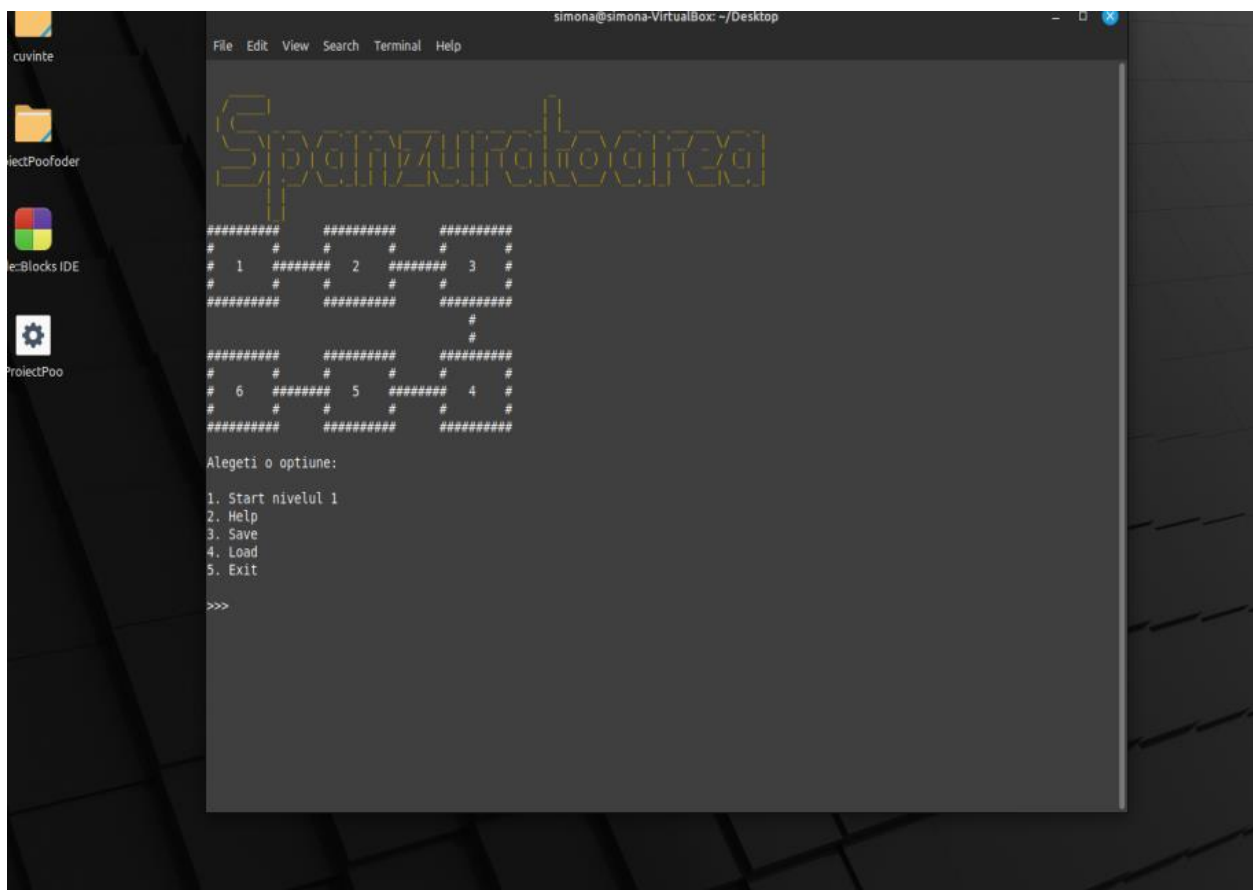 simona@simona-VirtualBox: ~/Desktop
File Edit View Search Terminal Help
cuvinte
iectPoofoder
e::Blocks IDE
ProiectPoo
Spanzuratoarea
1 2 3
6 5 4
Alegeti o optiune:
1. Start nivelul 1
2. Help
3. Save
4. Load
5. Exit
>>>